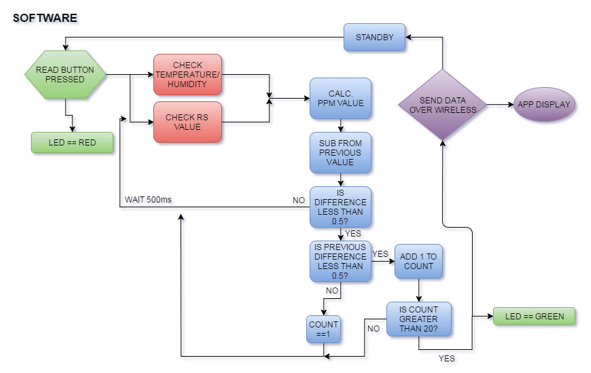 SOFTWARE
STANDBY
READ BUTTON
PRESSED
CHECK
TEMPERATURE/
HUMIDITY
CHECK RS
VALUE
LED == RED
CALC.
PPM VALUE
SEND DATA
OVER WIRELESS
APP DISPLAY
SUB FROM
PREVIOUS
VALUE
WAIT 500ms
NO
IS
DIFFERENCE
LESS THAN
0.5?
YES
IS PREVIOUS
DIFFERENCE
LESS THAN
0.5?
YES
ADD 1 TO
COUNT
NO
COUNT
==1
NO
IS COUNT
GREATER
THAN 20?
YES
LED == GREEN